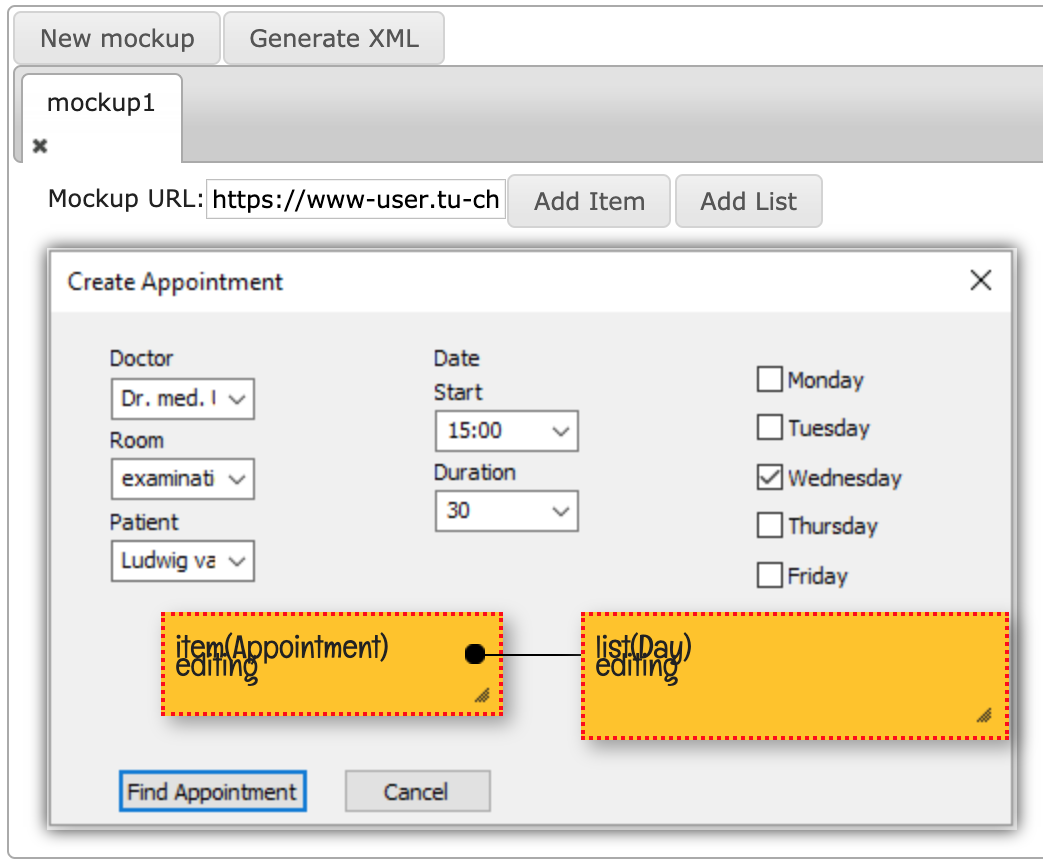 New mockup Generate XML
mockup1
Mockup URL: https://www-user.tu-ch Add Item Add List
Create Appointment
Doctor
Dr. med.
Room
examinati
Patient
Ludwig va
Date
Start
15:00
Duration
30
Monday
Tuesday
Wednesday
Thursday
Friday
item(Appointment)
editing
list(Day)
editing
Find Appointment Cancel